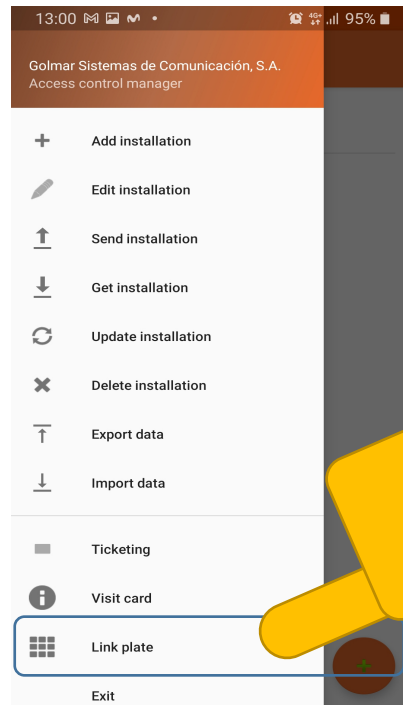 13:00 4G+ 95%
Golmar Sistemas de Comunicación, S.A.
Access control manager
Add installation
Edit installation
Send installation
Get installation
Update installation
Delete installation
Export data
Import data
Ticketing
Visit card
Link plate
Exit